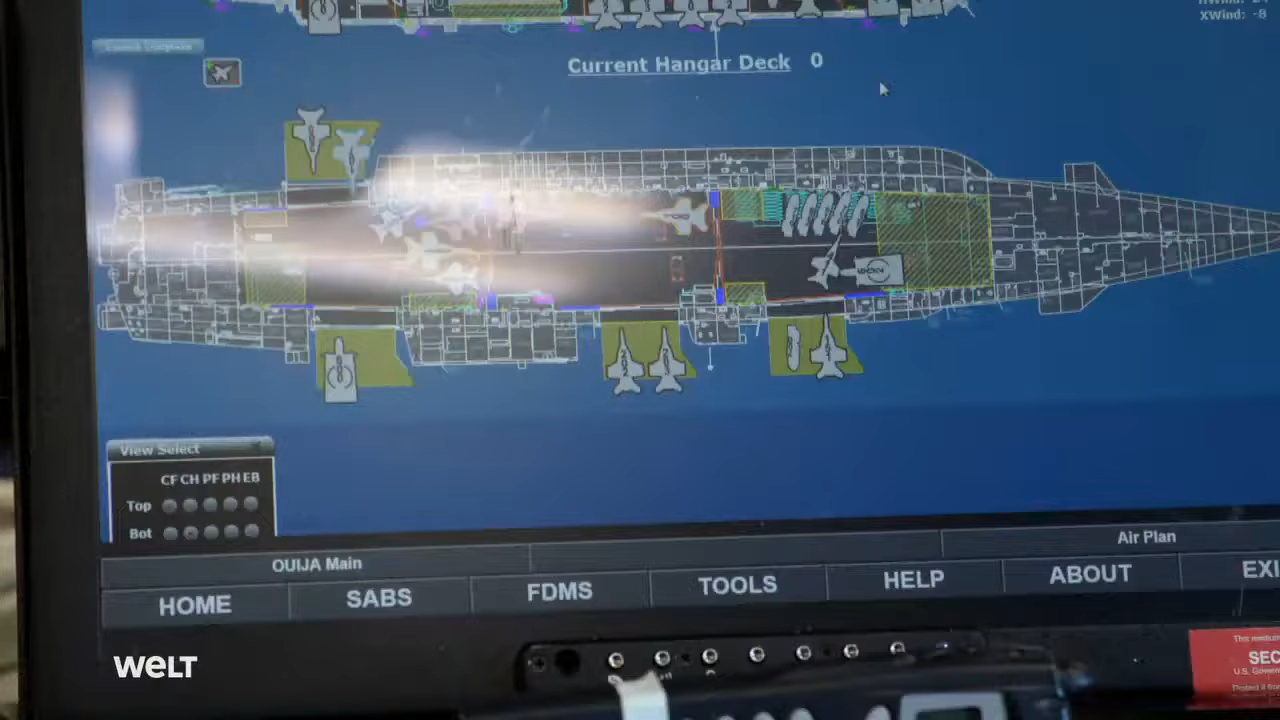 XWind: -8
Current Hangar Deck 0
View Select
CF CH PF PH EB
Top
Bot
OUIJA Main
Air Plan
HOME
SABS
FDMS
TOOLS
HELP
ABOUT
EXI
SEC
welt